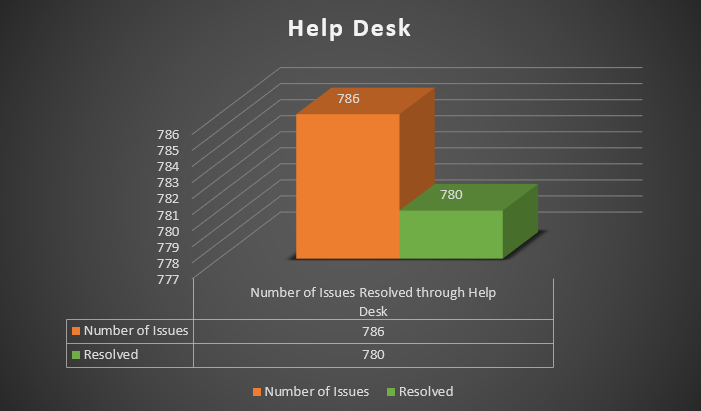 Help Desk
786
780
786
785
784
783
782
781
780
779
778
777
Number of Issues Resolved through Help
Desk
Number of Issues 786
Resolved 780
Number of Issues Resolved